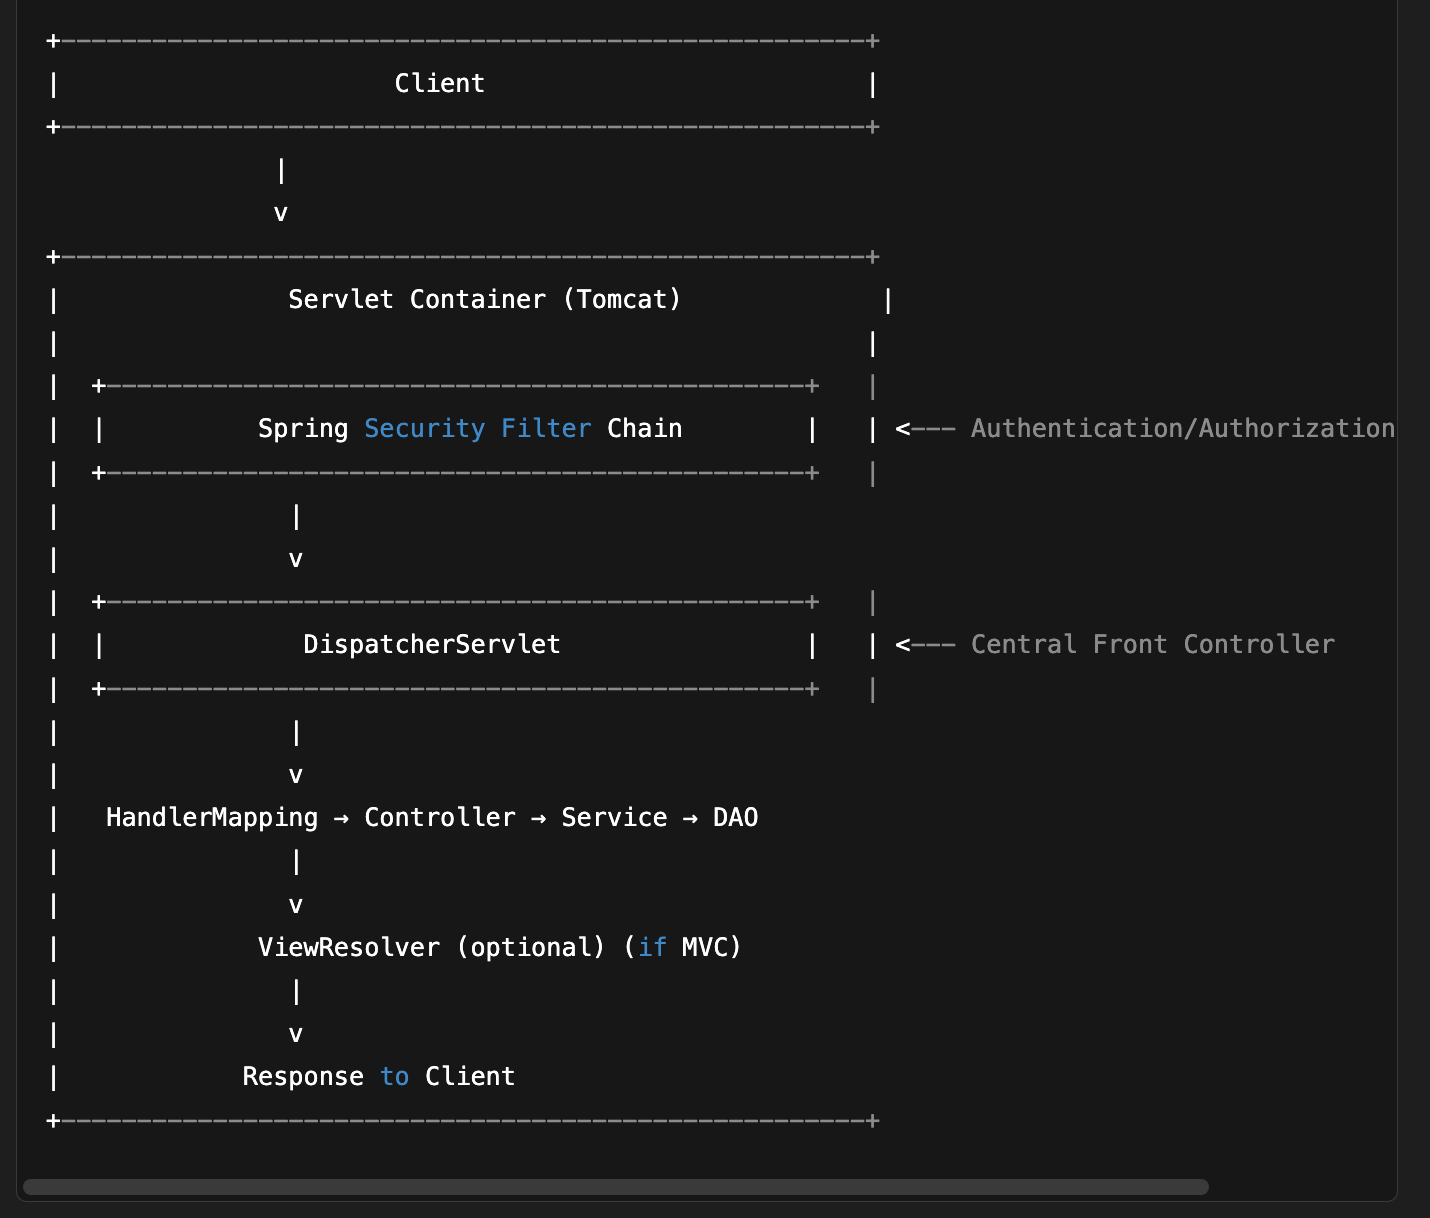 +-----------------------------------------------------+
|                      Client                         |
+-----------------------------------------------------+
               |
               v
+-----------------------------------------------------+
|               Servlet Container (Tomcat)             |
|                                                     |
|  +----------------------------------------------+   |
|  |          Spring Security Filter Chain        |   | <--- Authentication/Authorization
|  +----------------------------------------------+   |
|               |
|               v
|  +----------------------------------------------+   |
|  |             DispatcherServlet                |   | <--- Central Front Controller
|  +----------------------------------------------+   |
|               |
|               v
|   HandlerMapping → Controller → Service → DAO
|               |
|               v
|             ViewResolver (optional) (if MVC)
|               |
|               v
|            Response to Client
+-----------------------------------------------------+